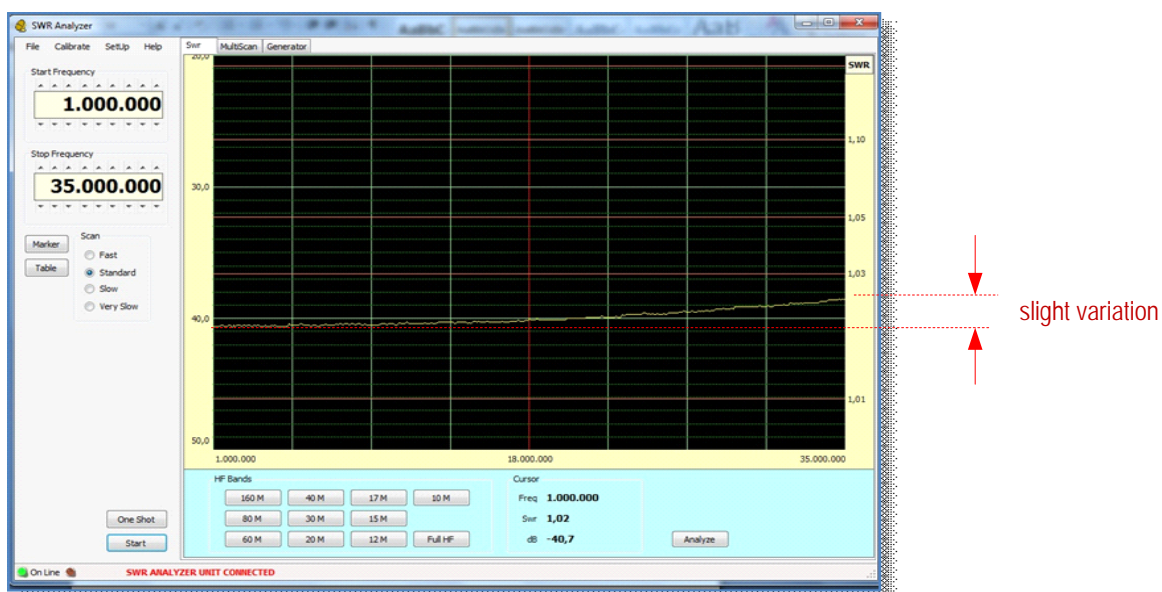 SWR Analyzer
File Calibrate SetUp Help
Swr MultiScan Generator
Start Frequency
1.000.000
Stop Frequency
35.000.000
Marker
Table
Scan
Fast
Standard
Slow
Very Slow
One Shot
Start
20,0
30,0
40,0
50,0
SWR
1,10
1,05
1,03
1,01
1.000.000 18.000.000 35.000.000
slight variation
HF Bands
160 M 40 M 17 M 10 M
80 M 30 M 15 M
60 M 20 M 12 M Full HF
Cursor
Freq 1.000.000
Swr 1,02
dB -40,7
Analyze
On Line SWR ANALYZER UNIT CONNECTED